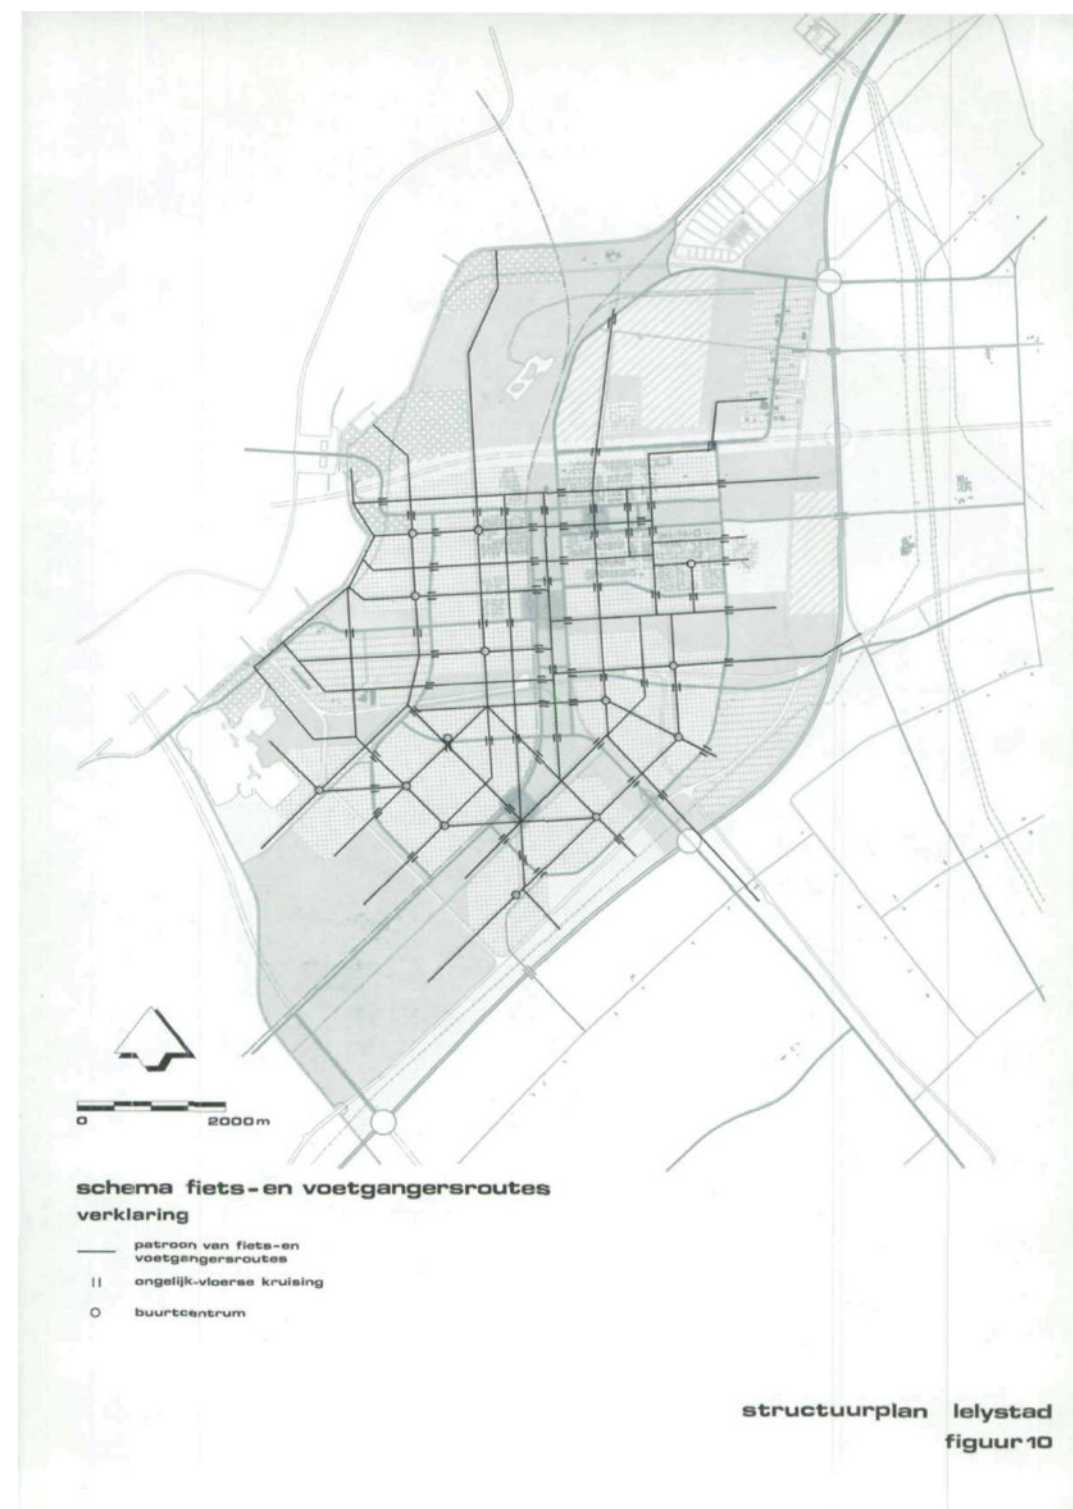 0
2000m
schema fiets-en voetgangersroutes
verklaring
patroon van fiets-en
voetgangersroutes
ongelijk-vloerse kruising
buurtcentrum
structuurplan lelystad
figuur 10